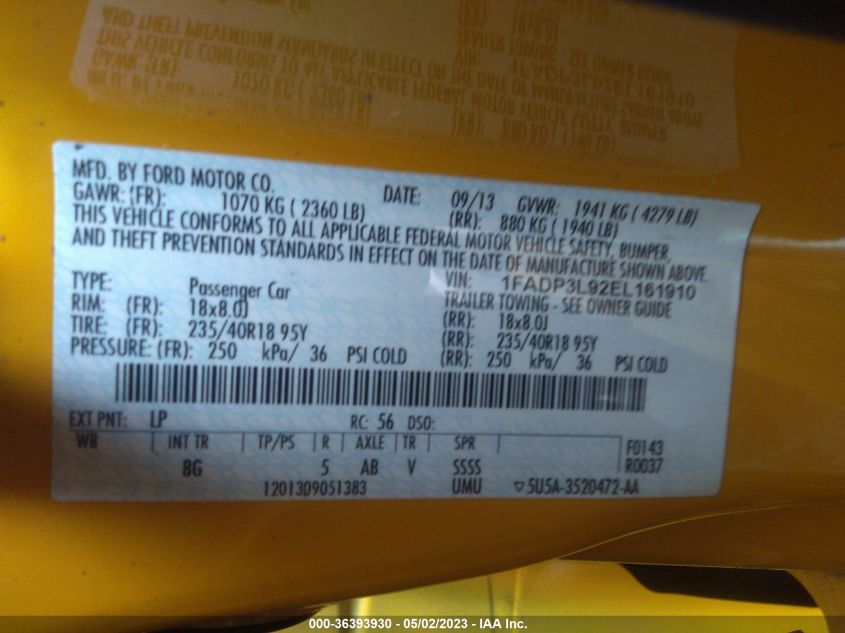 MFD. BY FORD MOTOR CO.
DATE: 09/13 GVWR: 1941 KG ( 4279 LB)
GAWR: (FR): 1070 KG ( 2360 LB) (RR): 880 KG ( 1940 LB)
THIS VEHICLE CONFORMS TO ALL APPLICABLE FEDERAL MOTOR VEHICLE SAFETY, BUMPER,
AND THEFT PREVENTION STANDARDS IN EFFECT ON THE DATE OF MANUFACTURE SHOWN ABOVE.
VIN: 1FADP3L92EL161910
TYPE: Passenger Car TRAILER TOWING - SEE OWNER GUIDE
RIM: (FR): 18x8.0J (RR): 18x8.0J
TIRE: (FR): 235/40R18 95Y (RR): 235/40R18 95Y
PRESSURE: (FR): 250 kPa/ 36 PSI COLD (RR): 250 kPa/ 36 PSI COLD
EXT PNT: LP RC: 56 DSO:
WB INT TR TP/PS R AXLE TR SPR F0143
8G 5 AB V SSSS R0037
1201309051383 UMU ▽5U5A-3520472-AA
000-36393930 - 05/02/2023 - IAA Inc.